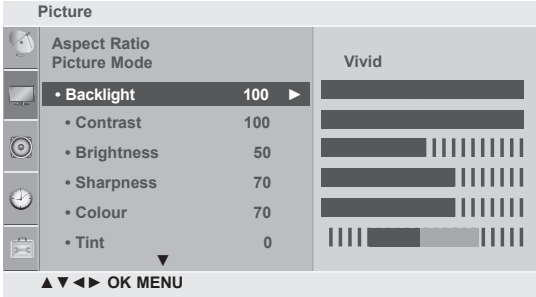 Picture
Aspect Ratio
Picture Mode Vivid
• Backlight 100 ►
• Contrast 100
• Brightness 50
• Sharpness 70
• Colour 70
• Tint 0
▼
▲▼◄► OK MENU